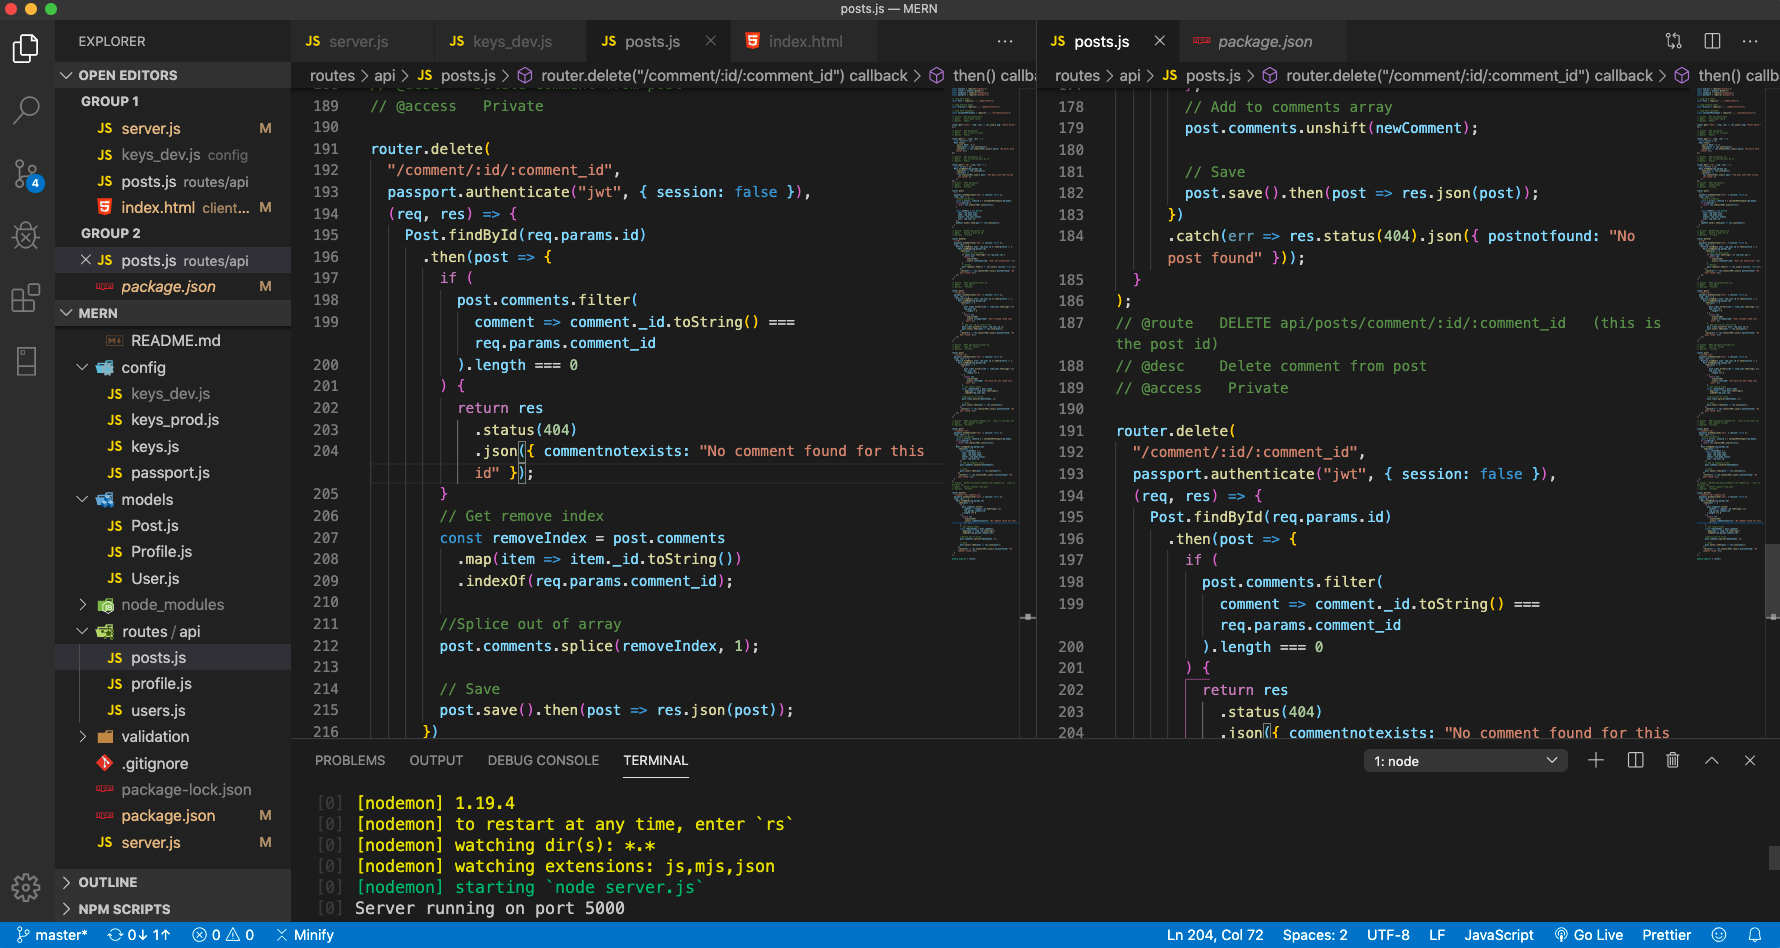 posts.js — MERN
EXPLORER
OPEN EDITORS
GROUP 1
JS server.js M
JS keys_dev.js config
JS posts.js routes/api
index.html client... M
GROUP 2
JS posts.js routes/api
package.json M
MERN
README.md
config
JS keys_dev.js
JS keys_prod.js
JS keys.js
JS passport.js
models
JS Post.js
JS Profile.js
JS User.js
node_modules
routes / api
JS posts.js
JS profile.js
JS users.js
validation
.gitignore
package-lock.json
package.json M
JS server.js M
OUTLINE
NPM SCRIPTS
4
JS server.js JS keys_dev.js JS posts.js index.html ...
routes > api > JS posts.js > router.delete("/comment/:id/:comment_id") callback > then() callb
189 // @access   Private
190
191 router.delete(
192 "/comment/:id/:comment_id",
193 passport.authenticate("jwt", { session: false }),
194 (req, res) => {
195 Post.findById(req.params.id)
196 .then(post => {
197 if (
198 post.comments.filter(
199 comment => comment._id.toString() ===
req.params.comment_id
200 ).length === 0
201 ) {
202 return res
203 .status(404)
204 .json({ commentnotexists: "No comment found for this
id" });
205 }
206 // Get remove index
207 const removeIndex = post.comments
208 .map(item => item._id.toString())
209 .indexOf(req.params.comment_id);
210
211 //Splice out of array
212 post.comments.splice(removeIndex, 1);
213
214 // Save
215 post.save().then(post => res.json(post));
216 })
JS posts.js package.json ...
routes > api > JS posts.js > router.delete("/comment/:id/:comment_id") callback > then() callb
178 // Add to comments array
179 post.comments.unshift(newComment);
180
181 // Save
182 post.save().then(post => res.json(post));
183 })
184 .catch(err => res.status(404).json({ postnotfound: "No
post found" }));
185 }
186 );
187 // @route   DELETE api/posts/comment/:id/:comment_id   (this is
the post id)
188 // @desc    Delete comment from post
189 // @access   Private
190
191 router.delete(
192 "/comment/:id/:comment_id",
193 passport.authenticate("jwt", { session: false }),
194 (req, res) => {
195 Post.findById(req.params.id)
196 .then(post => {
197 if (
198 post.comments.filter(
199 comment => comment._id.toString() ===
req.params.comment_id
200 ).length === 0
201 ) {
202 return res
203 .status(404)
204 .json({ commentnotexists: "No comment found for this
PROBLEMS OUTPUT DEBUG CONSOLE TERMINAL 1: node
[0] [nodemon] 1.19.4
[0] [nodemon] to restart at any time, enter `rs`
[0] [nodemon] watching dir(s): *.*
[0] [nodemon] watching extensions: js,mjs,json
[0] [nodemon] starting `node server.js`
[0] Server running on port 5000
master* 0↓ 1↑ 0 0 Minify Ln 204, Col 72 Spaces: 2 UTF-8 LF JavaScript Go Live Prettier